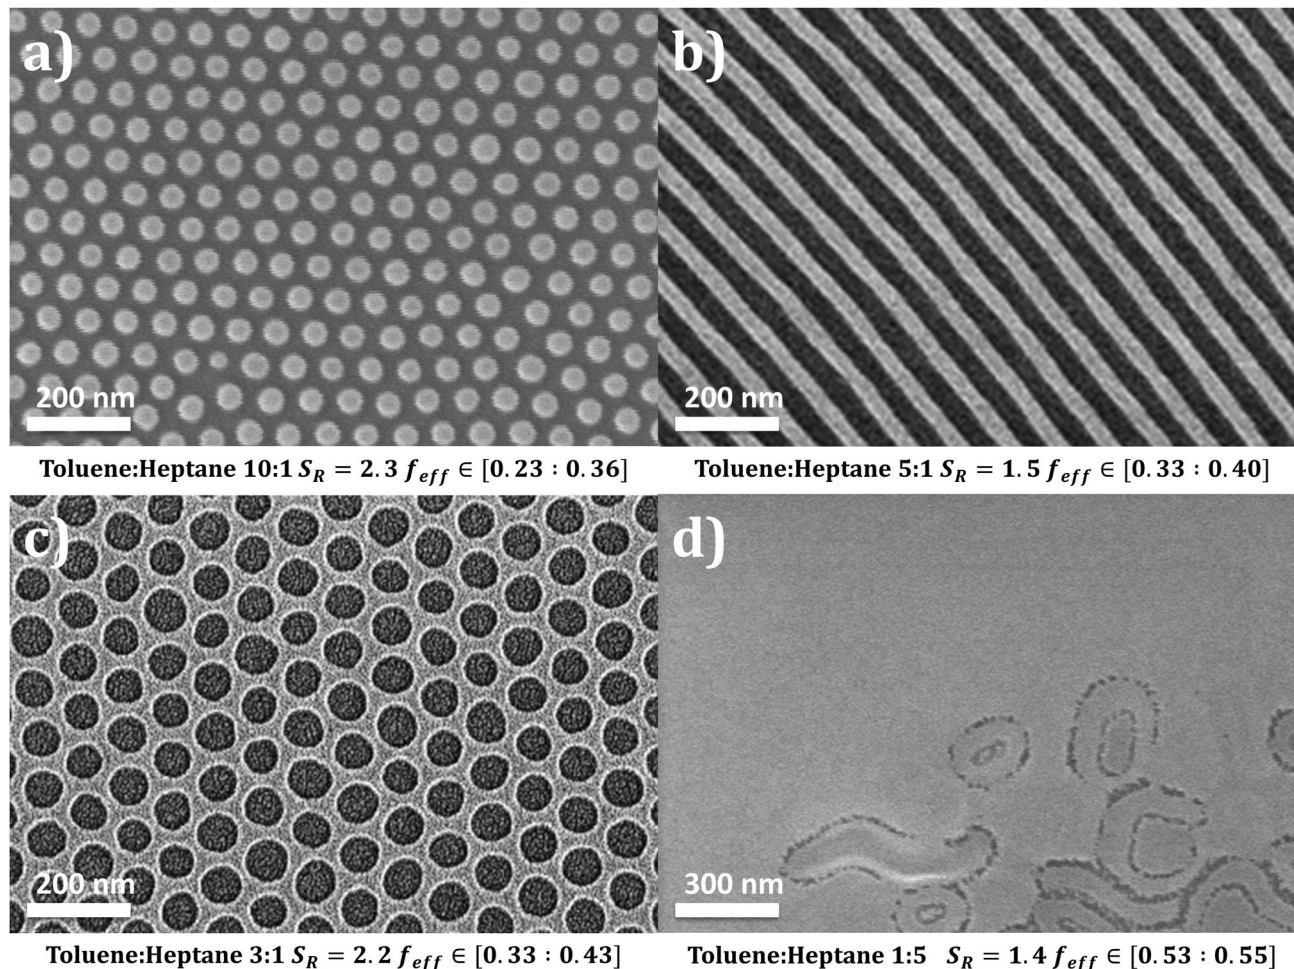 a)
b)
200 nm
200 nm
Toluene:Heptane 10:1 S_R = 2.3 f_eff ∈ [0.23 : 0.36]
Toluene:Heptane 5:1 S_R = 1.5 f_eff ∈ [0.33 : 0.40]
c)
d)
200 nm
300 nm
Toluene:Heptane 3:1 S_R = 2.2 f_eff ∈ [0.33 : 0.43]
Toluene:Heptane 1:5 S_R = 1.4 f_eff ∈ [0.53 : 0.55]